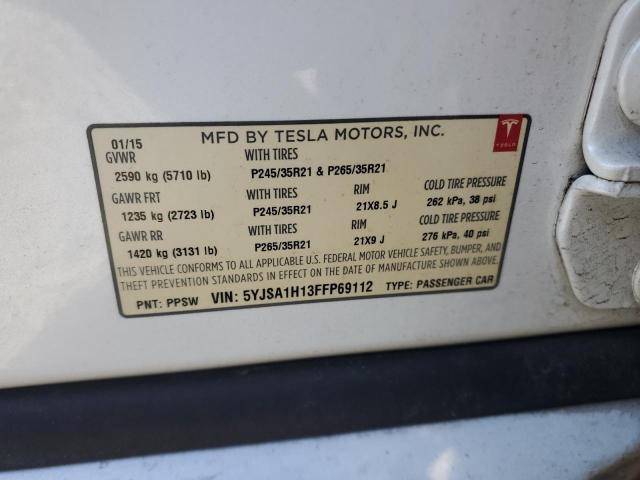 01/15 MFD BY TESLA MOTORS, INC.
GVWR WITH TIRES
2590 kg (5710 lb) P245/35R21 & P265/35R21
GAWR FRT WITH TIRES RIM COLD TIRE PRESSURE
1235 kg (2723 lb) P245/35R21 21X8.5 J 262 kPa, 38 psi
GAWR RR WITH TIRES RIM COLD TIRE PRESSURE
1420 kg (3131 lb) P265/35R21 21X9 J 276 kPa, 40 psi
THIS VEHICLE CONFORMS TO ALL APPLICABLE U.S. FEDERAL MOTOR VEHICLE SAFETY, BUMPER, AND
THEFT PREVENTION STANDARDS IN EFFECT ON THE DATE OF MANUFACTURE SHOWN ABOVE.
PNT: PPSW VIN: 5YJSA1H13FFP69112 TYPE: PASSENGER CAR
TESLA